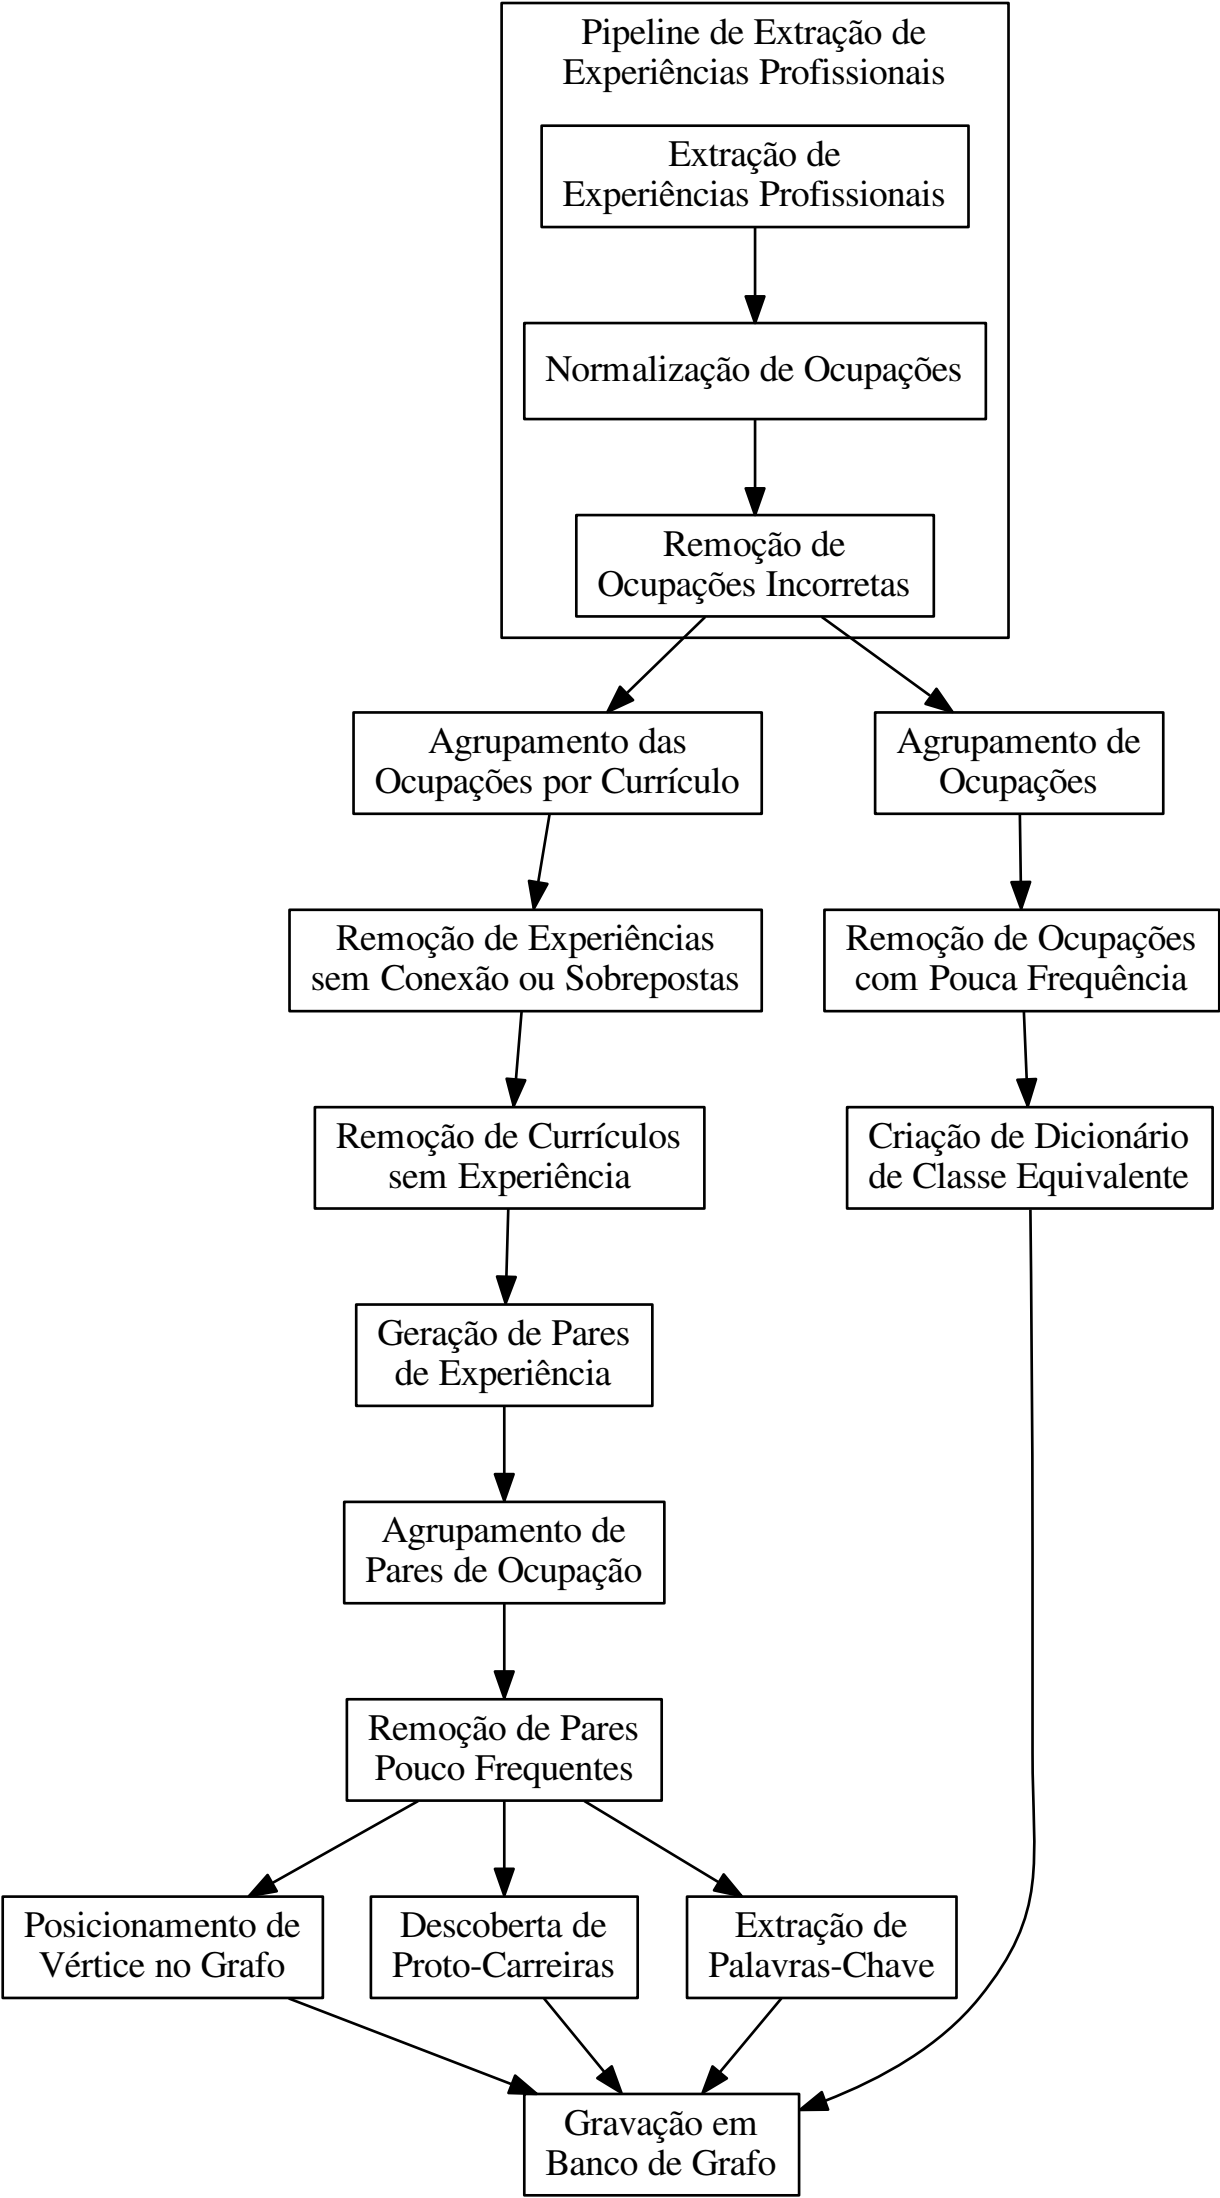 Pipeline de Extração de
Experiências Profissionais
Extração de
Experiências Profissionais
Normalização de Ocupações
Remoção de
Ocupações Incorretas
Agrupamento das
Ocupações por Currículo
Agrupamento de
Ocupações
Remoção de Experiências
sem Conexão ou Sobrepostas
Remoção de Ocupações
com Pouca Frequência
Remoção de Currículos
sem Experiência
Criação de Dicionário
de Classe Equivalente
Geração de Pares
de Experiência
Agrupamento de
Pares de Ocupação
Remoção de Pares
Pouco Frequentes
Posicionamento de
Vértice no Grafo
Descoberta de
Proto-Carreiras
Extração de
Palavras-Chave
Gravação em
Banco de Grafo